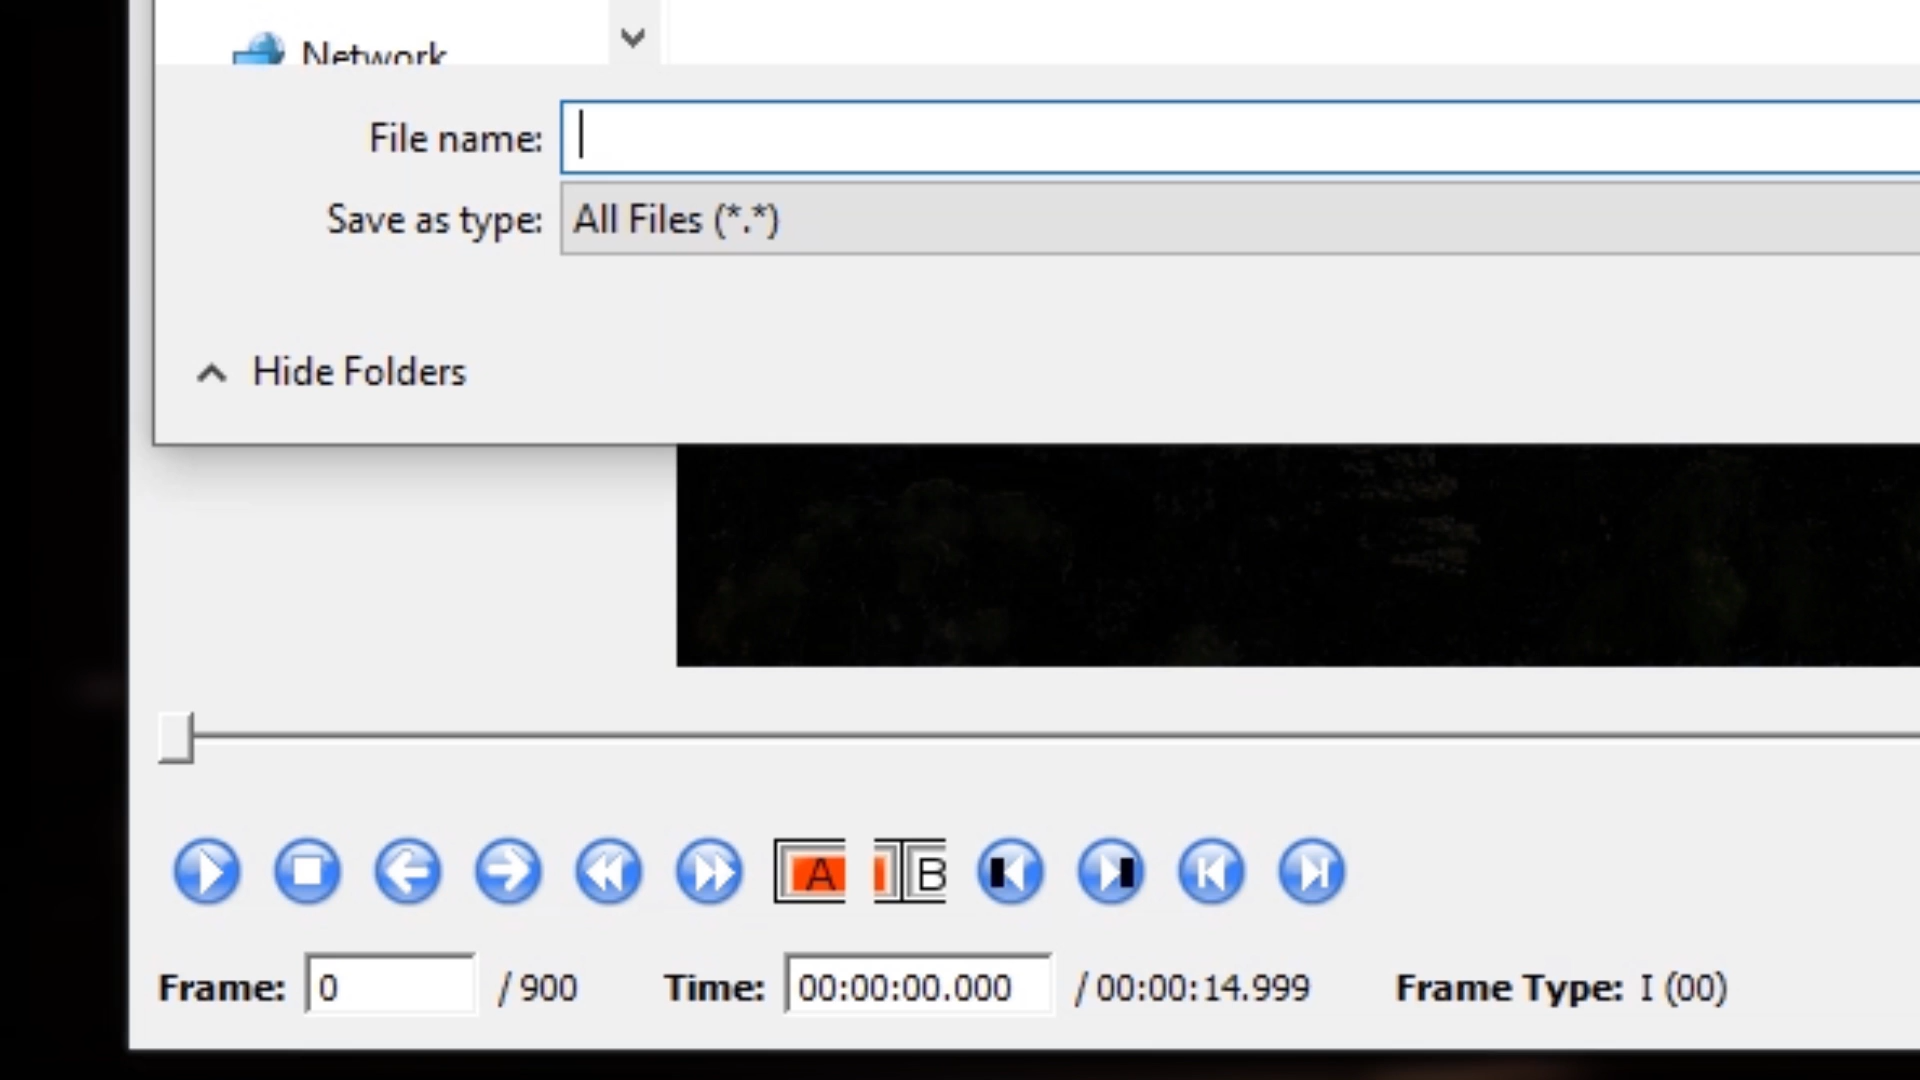 Network
File name:
Save as type: All Files (*.*)
Hide Folders
A B
Frame: 0 / 900 Time: 00:00:00.000 / 00:00:14.999 Frame Type: I (00)